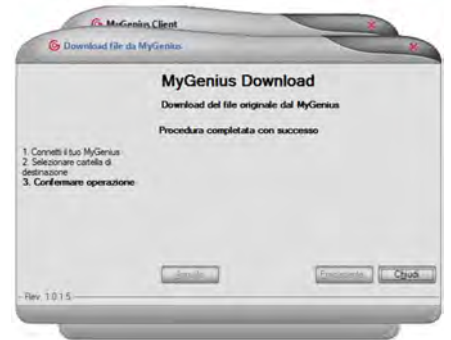 MyGenius Client
Download file da MyGenius
MyGenius Download
Download del file originale dal MyGenius
Procedura completata con successo
1. Connetti il tuo MyGenius
2. Selezionare cartella di
destinazione
3. Confermare operazione
Annulla
Precedente
Chiudi
Rev. 1.0.1.5